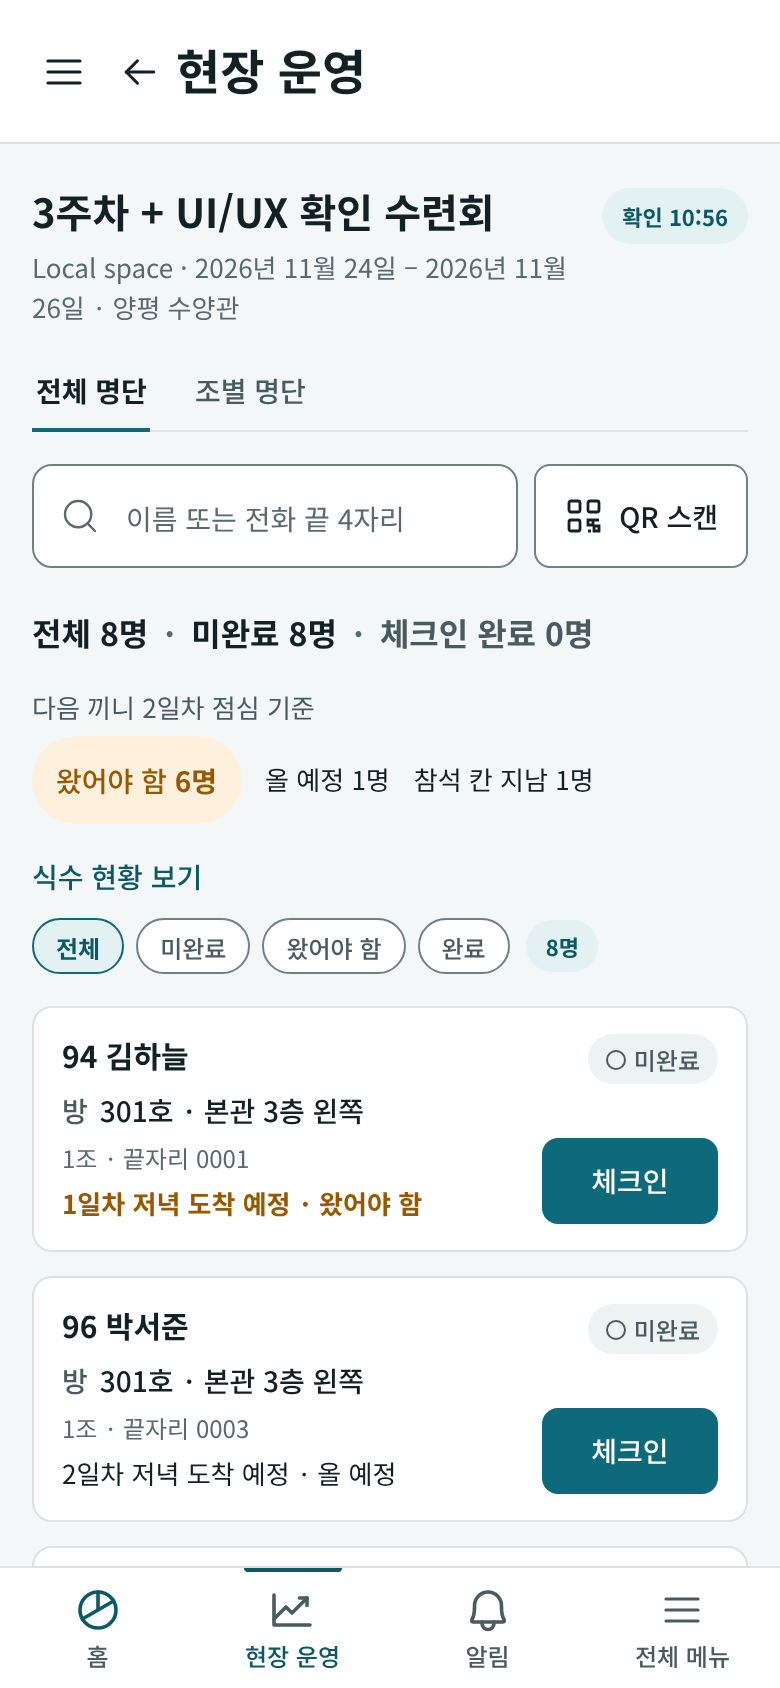 현장 운영
3주차 + UI/UX 확인 수련회
확인 10:56
Local space · 2026년 11월 24일 – 2026년 11월
26일 · 양평 수양관
전체 명단 조별 명단
이름 또는 전화 끝 4자리
QR 스캔
전체 8명 · 미완료 8명 · 체크인 완료 0명
다음 끼니 2일차 점심 기준
왔어야 함 6명 올 예정 1명 참석 칸 지남 1명
식수 현황 보기
전체 미완료 왔어야 함 완료 8명
94 김하늘
미완료
방 301호 · 본관 3층 왼쪽
1조 · 끝자리 0001
체크인
1일차 저녁 도착 예정 · 왔어야 함
96 박서준
미완료
방 301호 · 본관 3층 왼쪽
1조 · 끝자리 0003
체크인
2일차 저녁 도착 예정 · 올 예정
홈 현장 운영 알림 전체 메뉴